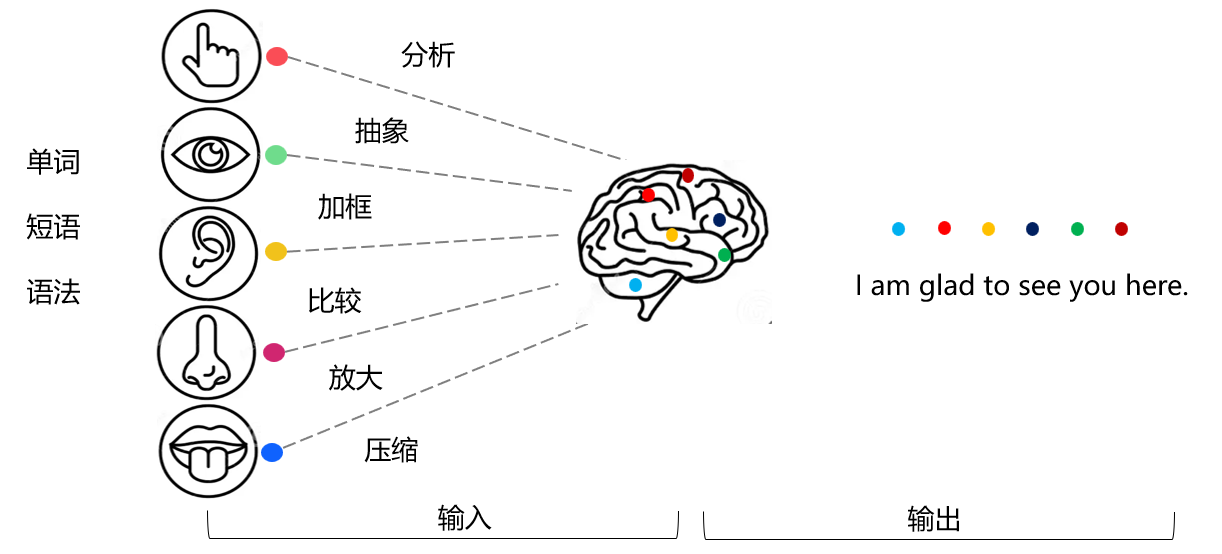 单词
短语
语法
分析
抽象
加框
比较
放大
压缩
I am glad to see you here.
输入
输出